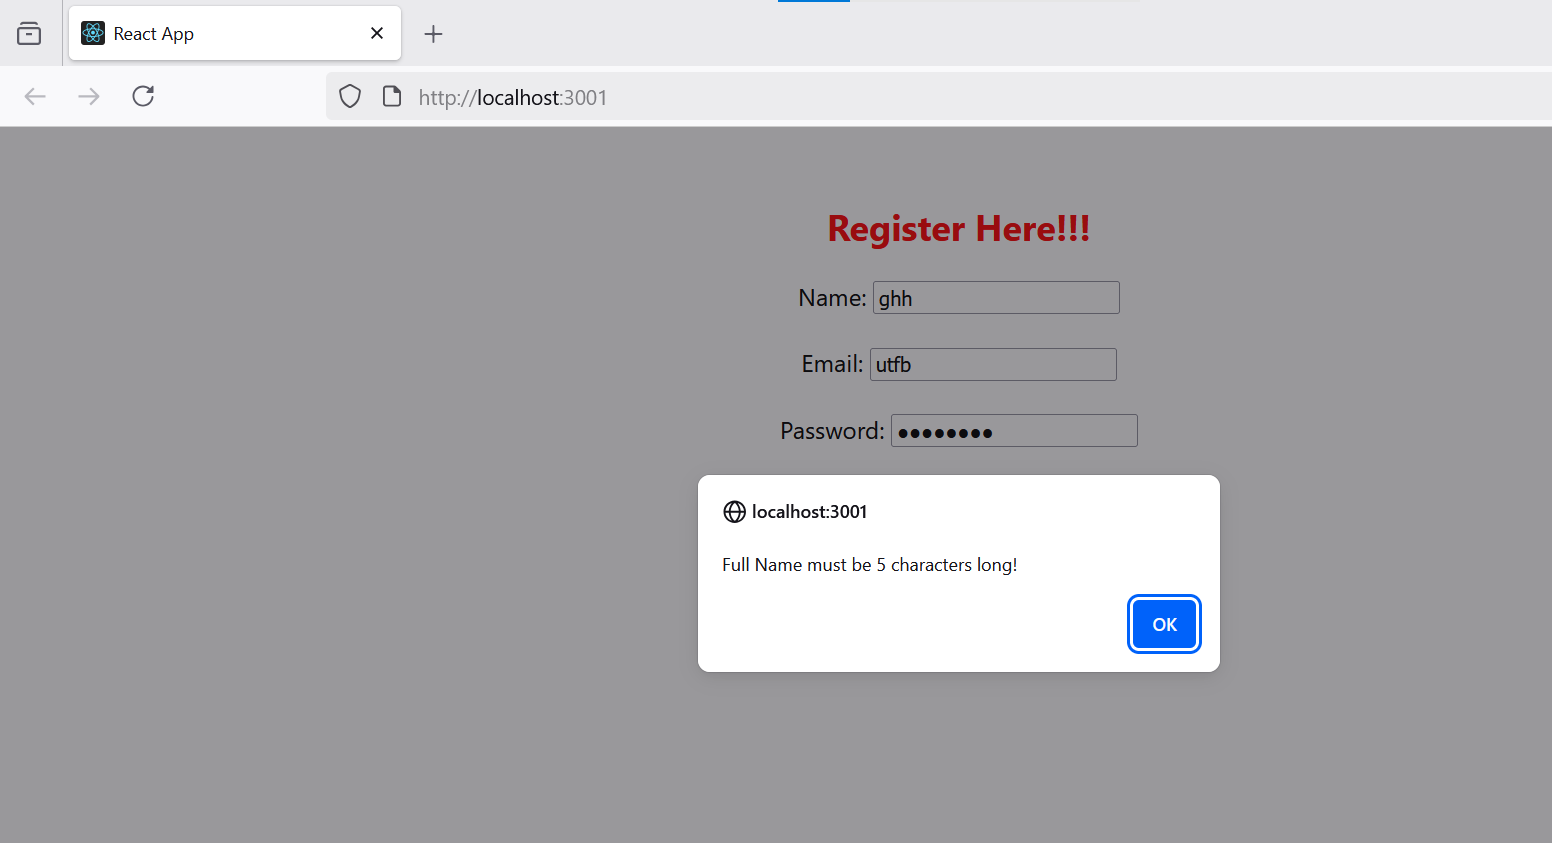 React App
http://localhost:3001
Register Here!!!
Name: ghh
Email: utfb
Password: ●●●●●●●●
localhost:3001
Full Name must be 5 characters long!
OK